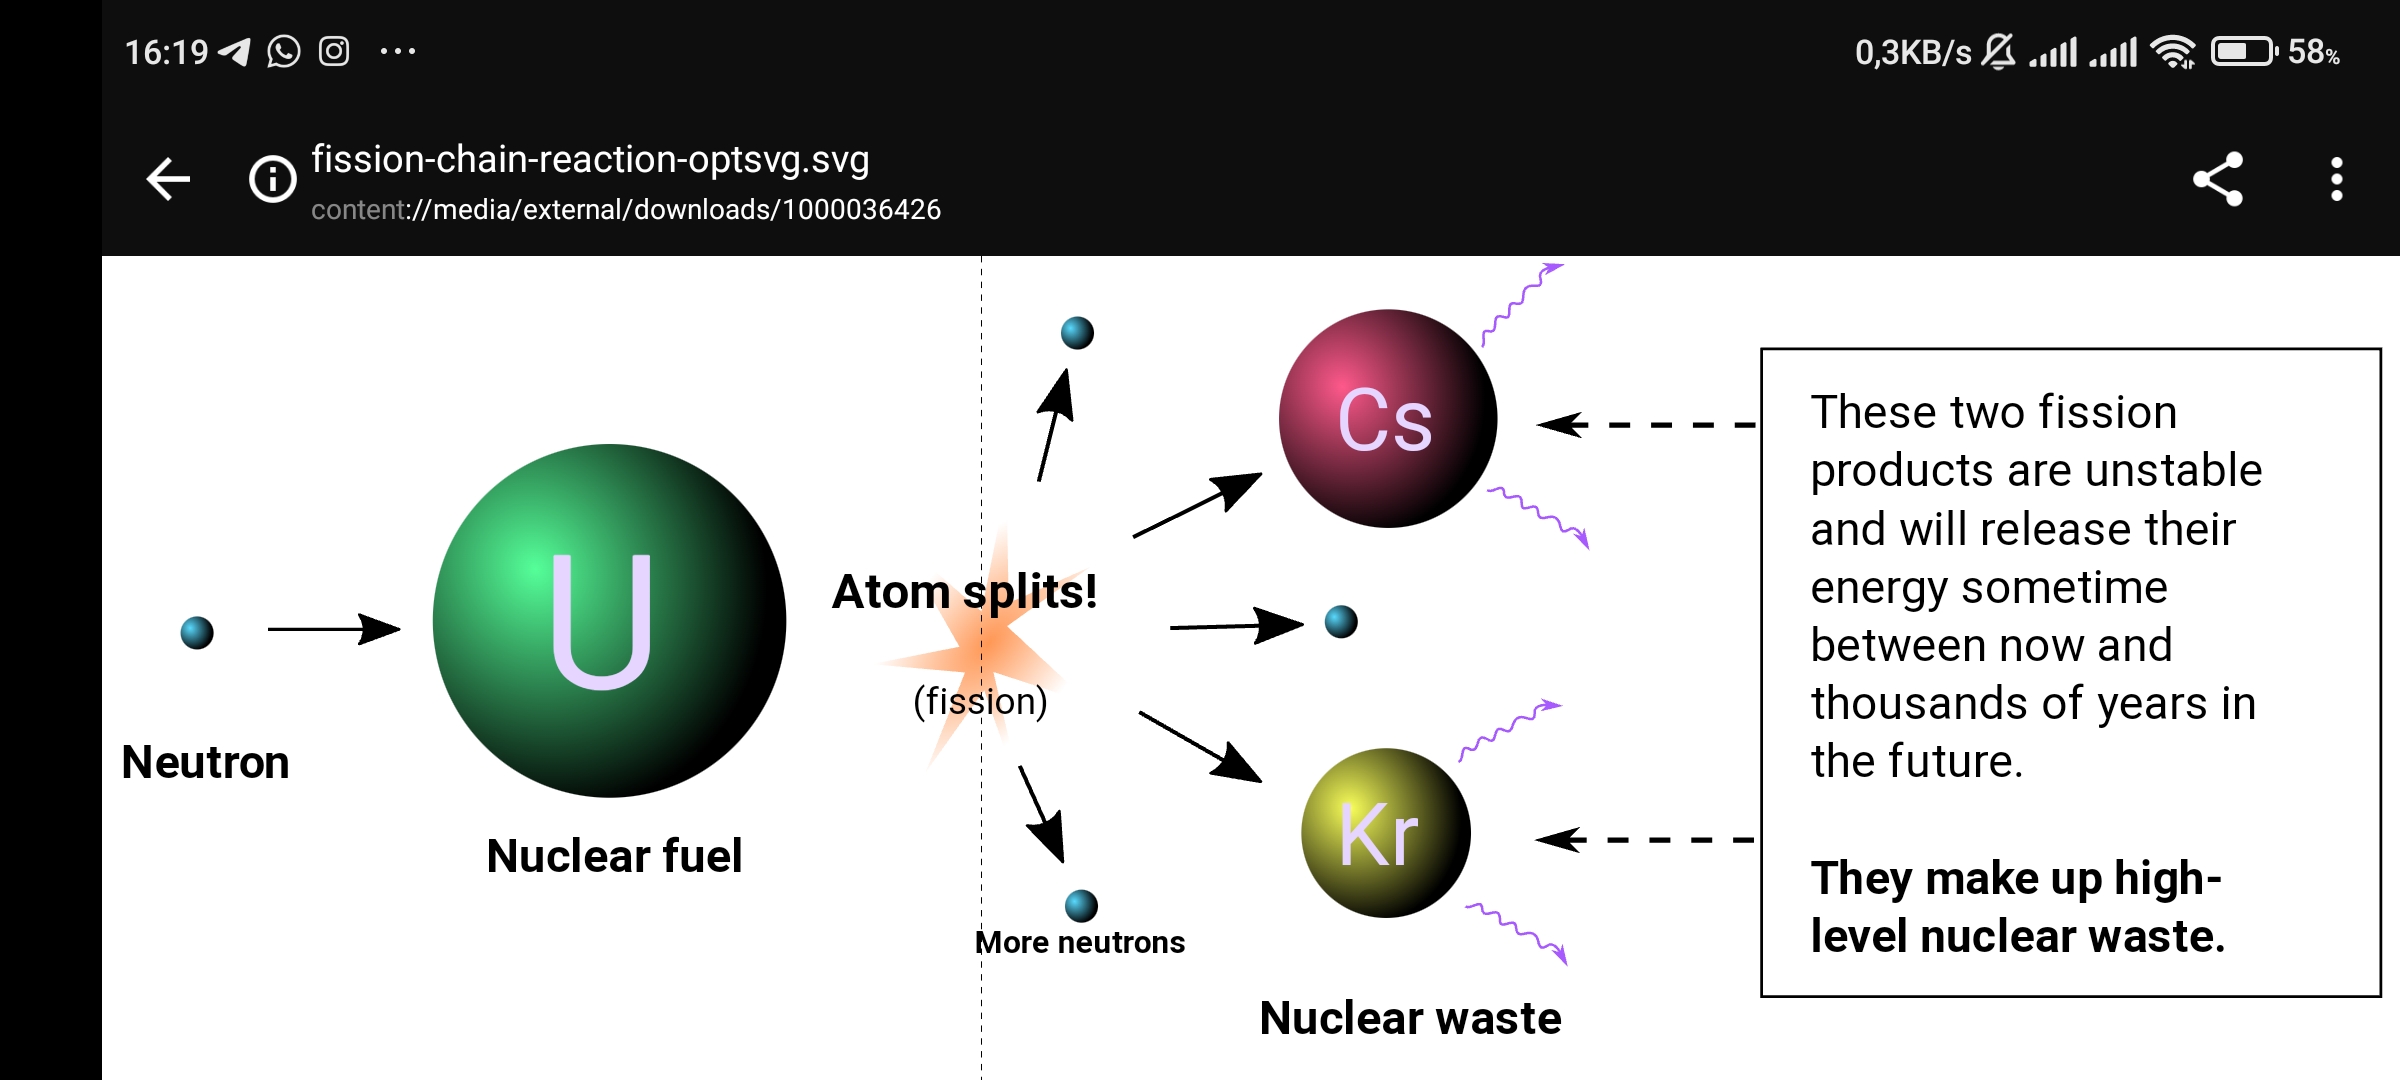 16:19
0,3KB/s
58%
fission-chain-reaction-optsvg.svg
content://media/external/downloads/1000036426
Neutron
U
Nuclear fuel
Atom splits!
(fission)
More neutrons
Cs
Kr
Nuclear waste
These two fission
products are unstable
and will release their
energy sometime
between now and
thousands of years in
the future.
They make up high-
level nuclear waste.